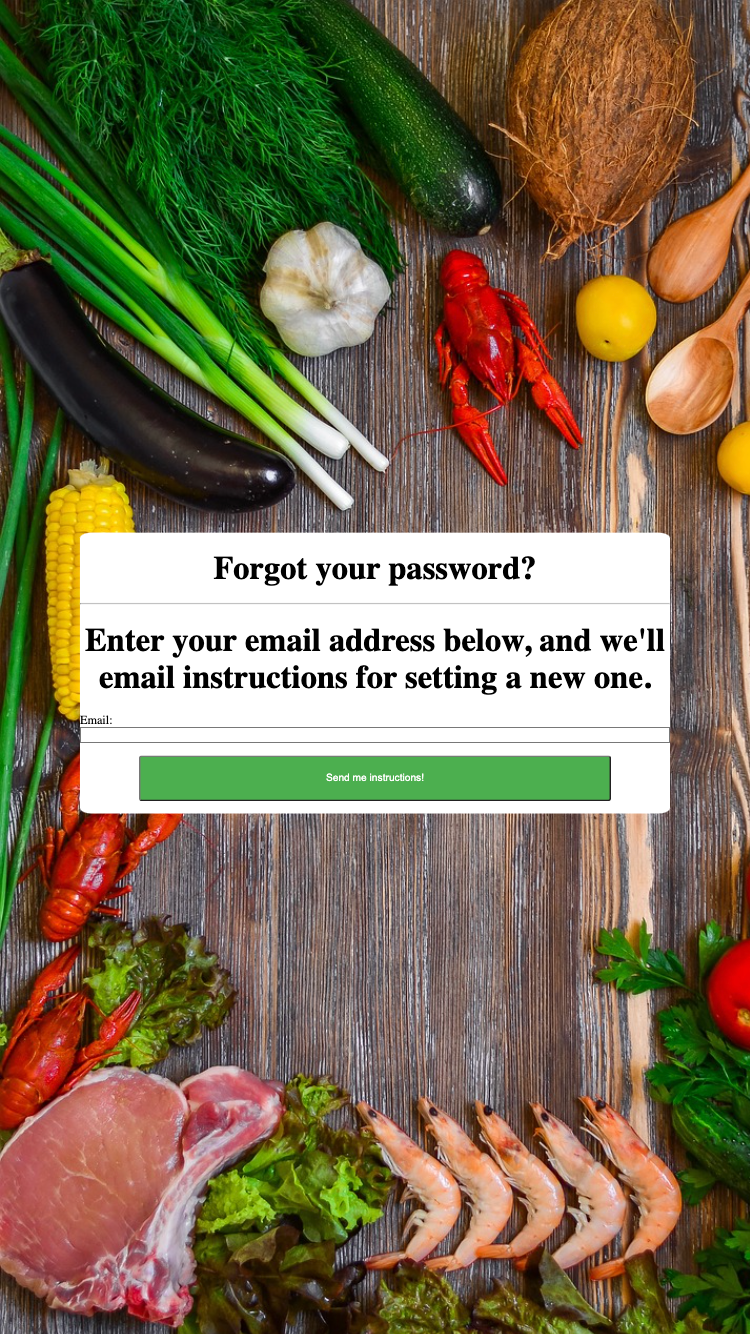 Forgot your password?
Enter your email address below, and we'll
email instructions for setting a new one.
Email:
Send me instructions!